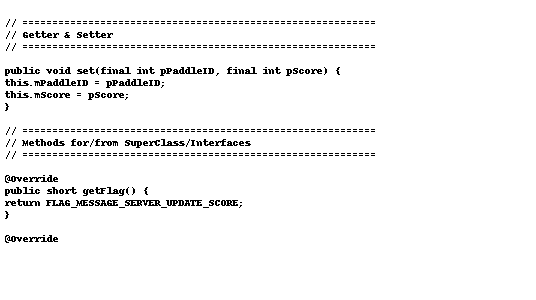 // ===========================================================
// Getter & Setter
// ===========================================================
public void set(final int pPaddleID, final int pScore) {
this.mPaddleID = pPaddleID;
this.mScore = pScore;
}
// ===========================================================
// Methods for/from SuperClass/Interfaces
// ===========================================================
@Override
public short getFlag() {
return FLAG_MESSAGE_SERVER_UPDATE_SCORE;
}
@Override